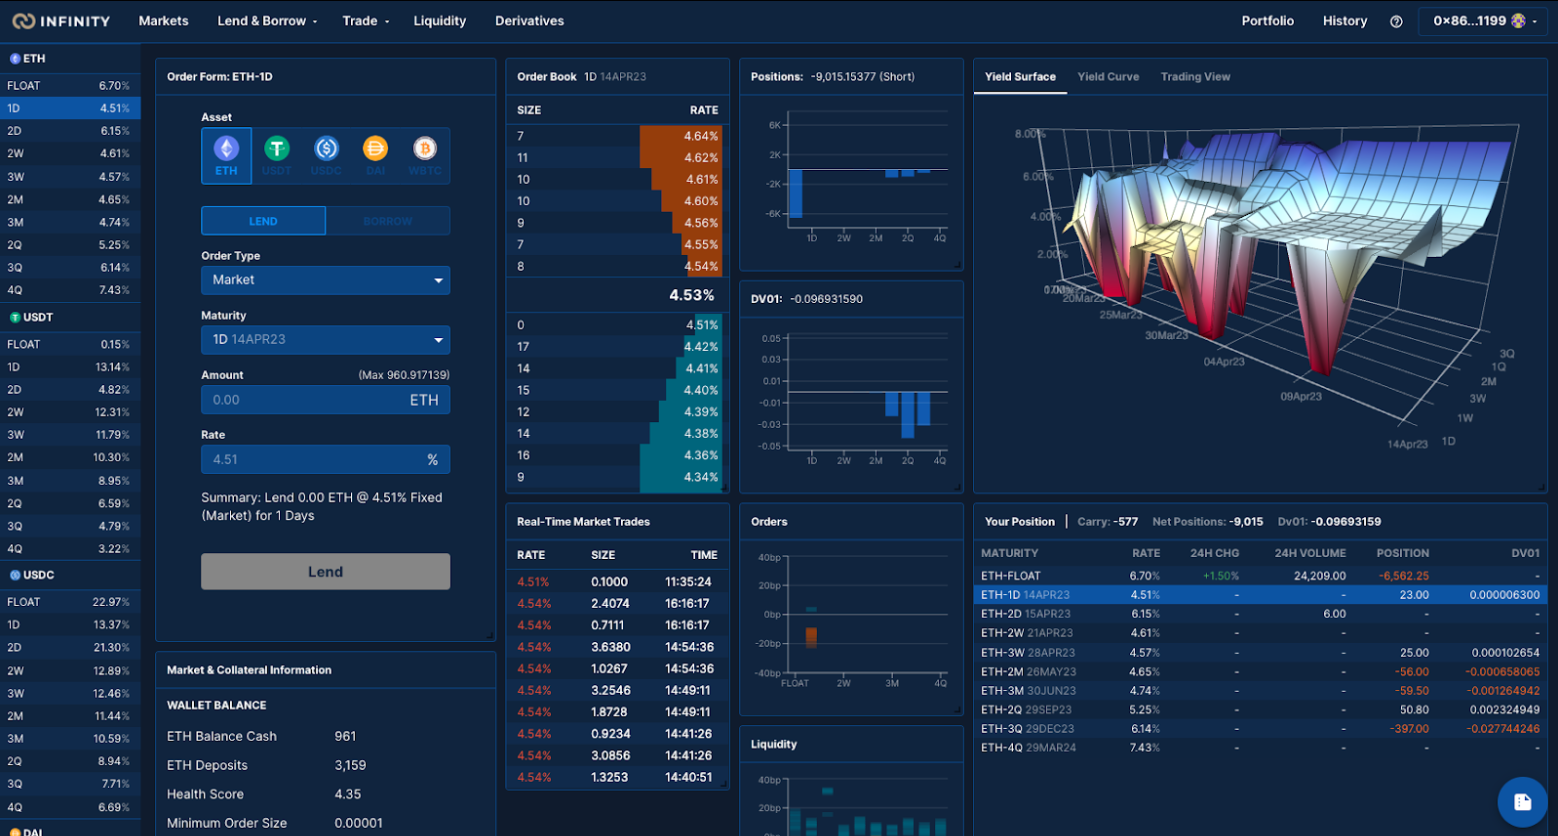 INFINITY Markets Lend & Borrow Trade Liquidity Derivatives Portfolio History 0×86...1199
ETH
FLOAT 6.70%
1D 4.51%
2D 6.15%
2W 4.61%
3W 4.57%
2M 4.65%
3M 4.74%
2Q 5.25%
3Q 6.14%
4Q 7.43%
USDT
FLOAT 0.15%
1D 13.14%
2D 4.82%
2W 12.31%
3W 11.79%
2M 10.30%
3M 8.95%
2Q 6.59%
3Q 4.79%
4Q 3.22%
USDC
FLOAT 22.97%
1D 13.37%
2D 21.30%
2W 12.89%
3W 12.46%
2M 11.44%
3M 10.59%
2Q 8.94%
3Q 7.71%
4Q 6.69%
DAI
Order Form: ETH-1D
Asset
ETH USDT USDC DAI WBTC
LEND BORROW
Order Type
Market
Maturity
1D 14APR23
Amount (Max 960.917139)
0.00 ETH
Rate
4.51 %
Summary: Lend 0.00 ETH @ 4.51% Fixed
(Market) for 1 Days
Lend
Market & Collateral Information
WALLET BALANCE
ETH Balance Cash 961
ETH Deposits 3,159
Health Score 4.35
Minimum Order Size 0.00001
Order Book 1D 14APR23
SIZE RATE
7 4.64%
11 4.62%
10 4.61%
10 4.60%
9 4.56%
7 4.55%
8 4.54%
4.53%
0 4.51%
17 4.42%
14 4.41%
15 4.40%
12 4.39%
14 4.38%
16 4.36%
9 4.34%
Real-Time Market Trades
RATE SIZE TIME
4.51% 0.1000 11:35:24
4.54% 2.4074 16:16:17
4.54% 0.7111 16:16:17
4.54% 3.6380 14:54:36
4.54% 1.0267 14:54:36
4.54% 3.2546 14:49:11
4.54% 1.8728 14:49:11
4.54% 0.9234 14:41:26
4.54% 3.0856 14:41:26
4.54% 1.3253 14:40:51
Positions: -9,015.15377 (Short)
6K
2K
-2K
-6K
1D 2W 2M 2Q 4Q
DV01: -0.096931590
0.05
0.03
0.01
-0.01
-0.03
-0.05
1D 2W 2M 2Q 4Q
Orders
40bp
20bp
0bp
-20bp
-40bp
FLOAT 2W 3M 4Q
Liquidity
40bp
20bp
0bp
Yield Surface Yield Curve Trading View
8.00%
6.00%
4.00%
2.00%
20Mar23
25Mar23
30Mar23
04Apr23
09Apr23
14Apr23
3Q
1Q
2M
3W
1W
1D
Your Position | Carry: -577 Net Positions: -9,015 Dv01: -0.09693159
MATURITY RATE 24H CHG 24H VOLUME POSITION DV01
ETH-FLOAT 6.70% +1.50% 24,209.00 -6,562.25 -
ETH-1D 14APR23 4.51% - - 23.00 0.000006300
ETH-2D 15APR23 6.15% - 6.00 - -
ETH-2W 21APR23 4.61% - - - -
ETH-3W 28APR23 4.57% - - 25.00 0.000102654
ETH-2M 26MAY23 4.65% - - -56.00 -0.000658065
ETH-3M 30JUN23 4.74% - - -59.50 -0.001264942
ETH-2Q 29SEP23 5.25% - - 50.80 0.002324949
ETH-3Q 29DEC23 6.14% - - -397.00 -0.027744246
ETH-4Q 29MAR24 7.43% - - - -